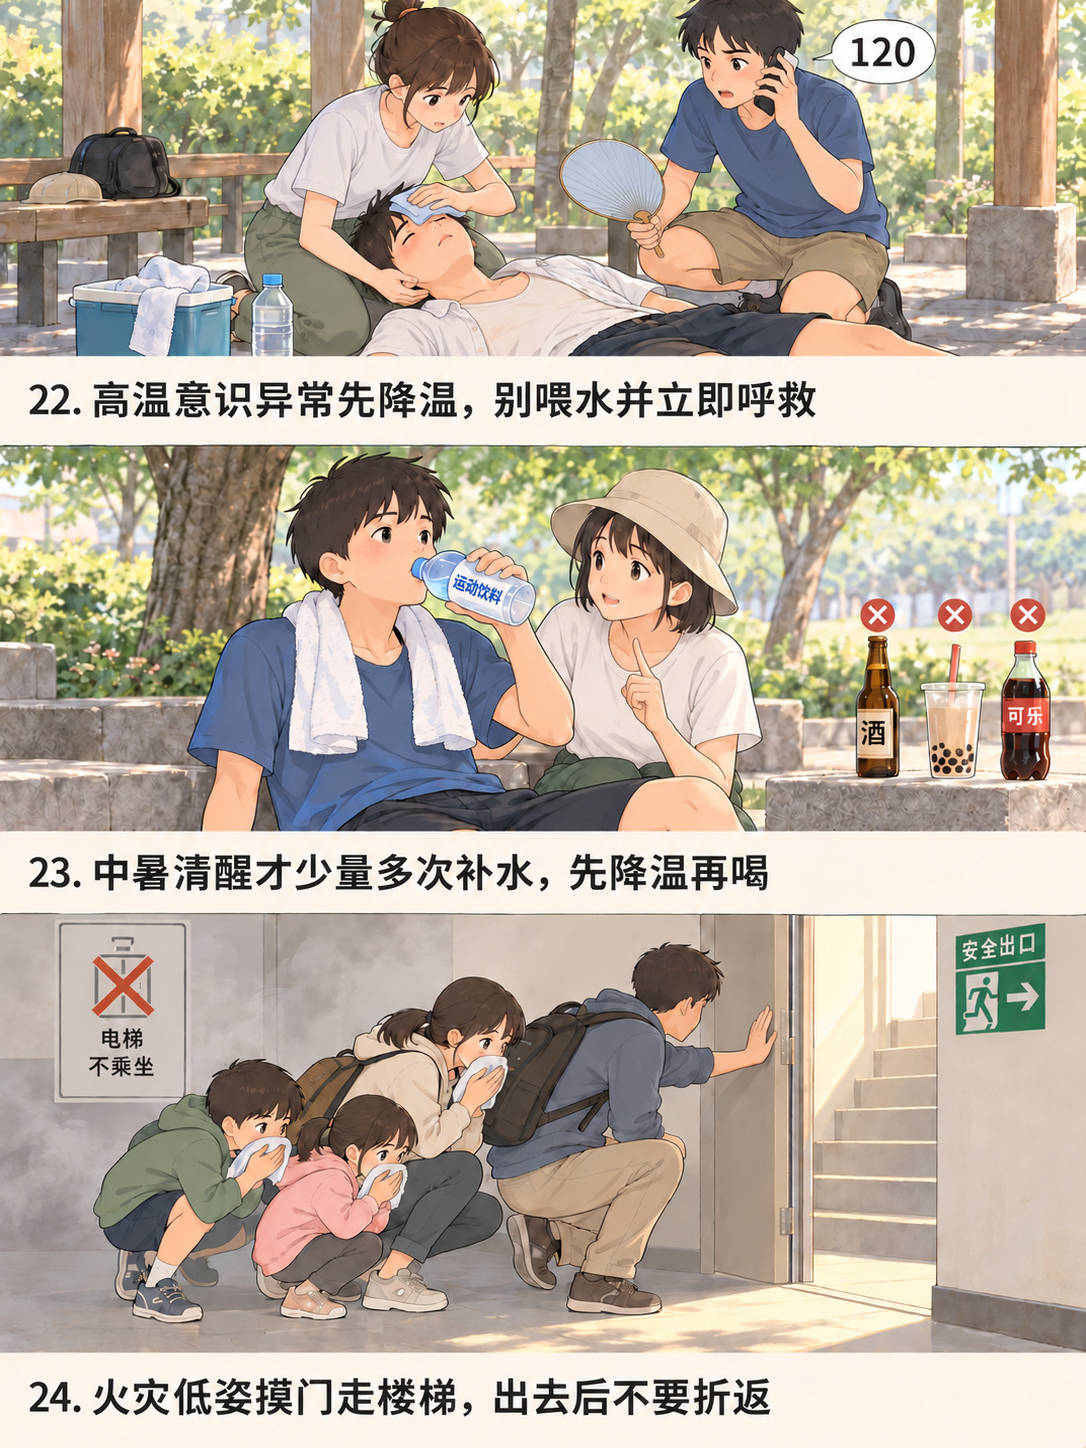 120
22. 高温意识异常先降温，别喂水并立即呼救
运动饮料
酒
可乐
23. 中暑清醒才少量多次补水，先降温再喝
电梯
不乘坐
安全出口
24. 火灾低姿摸门走楼梯，出去后不要折返